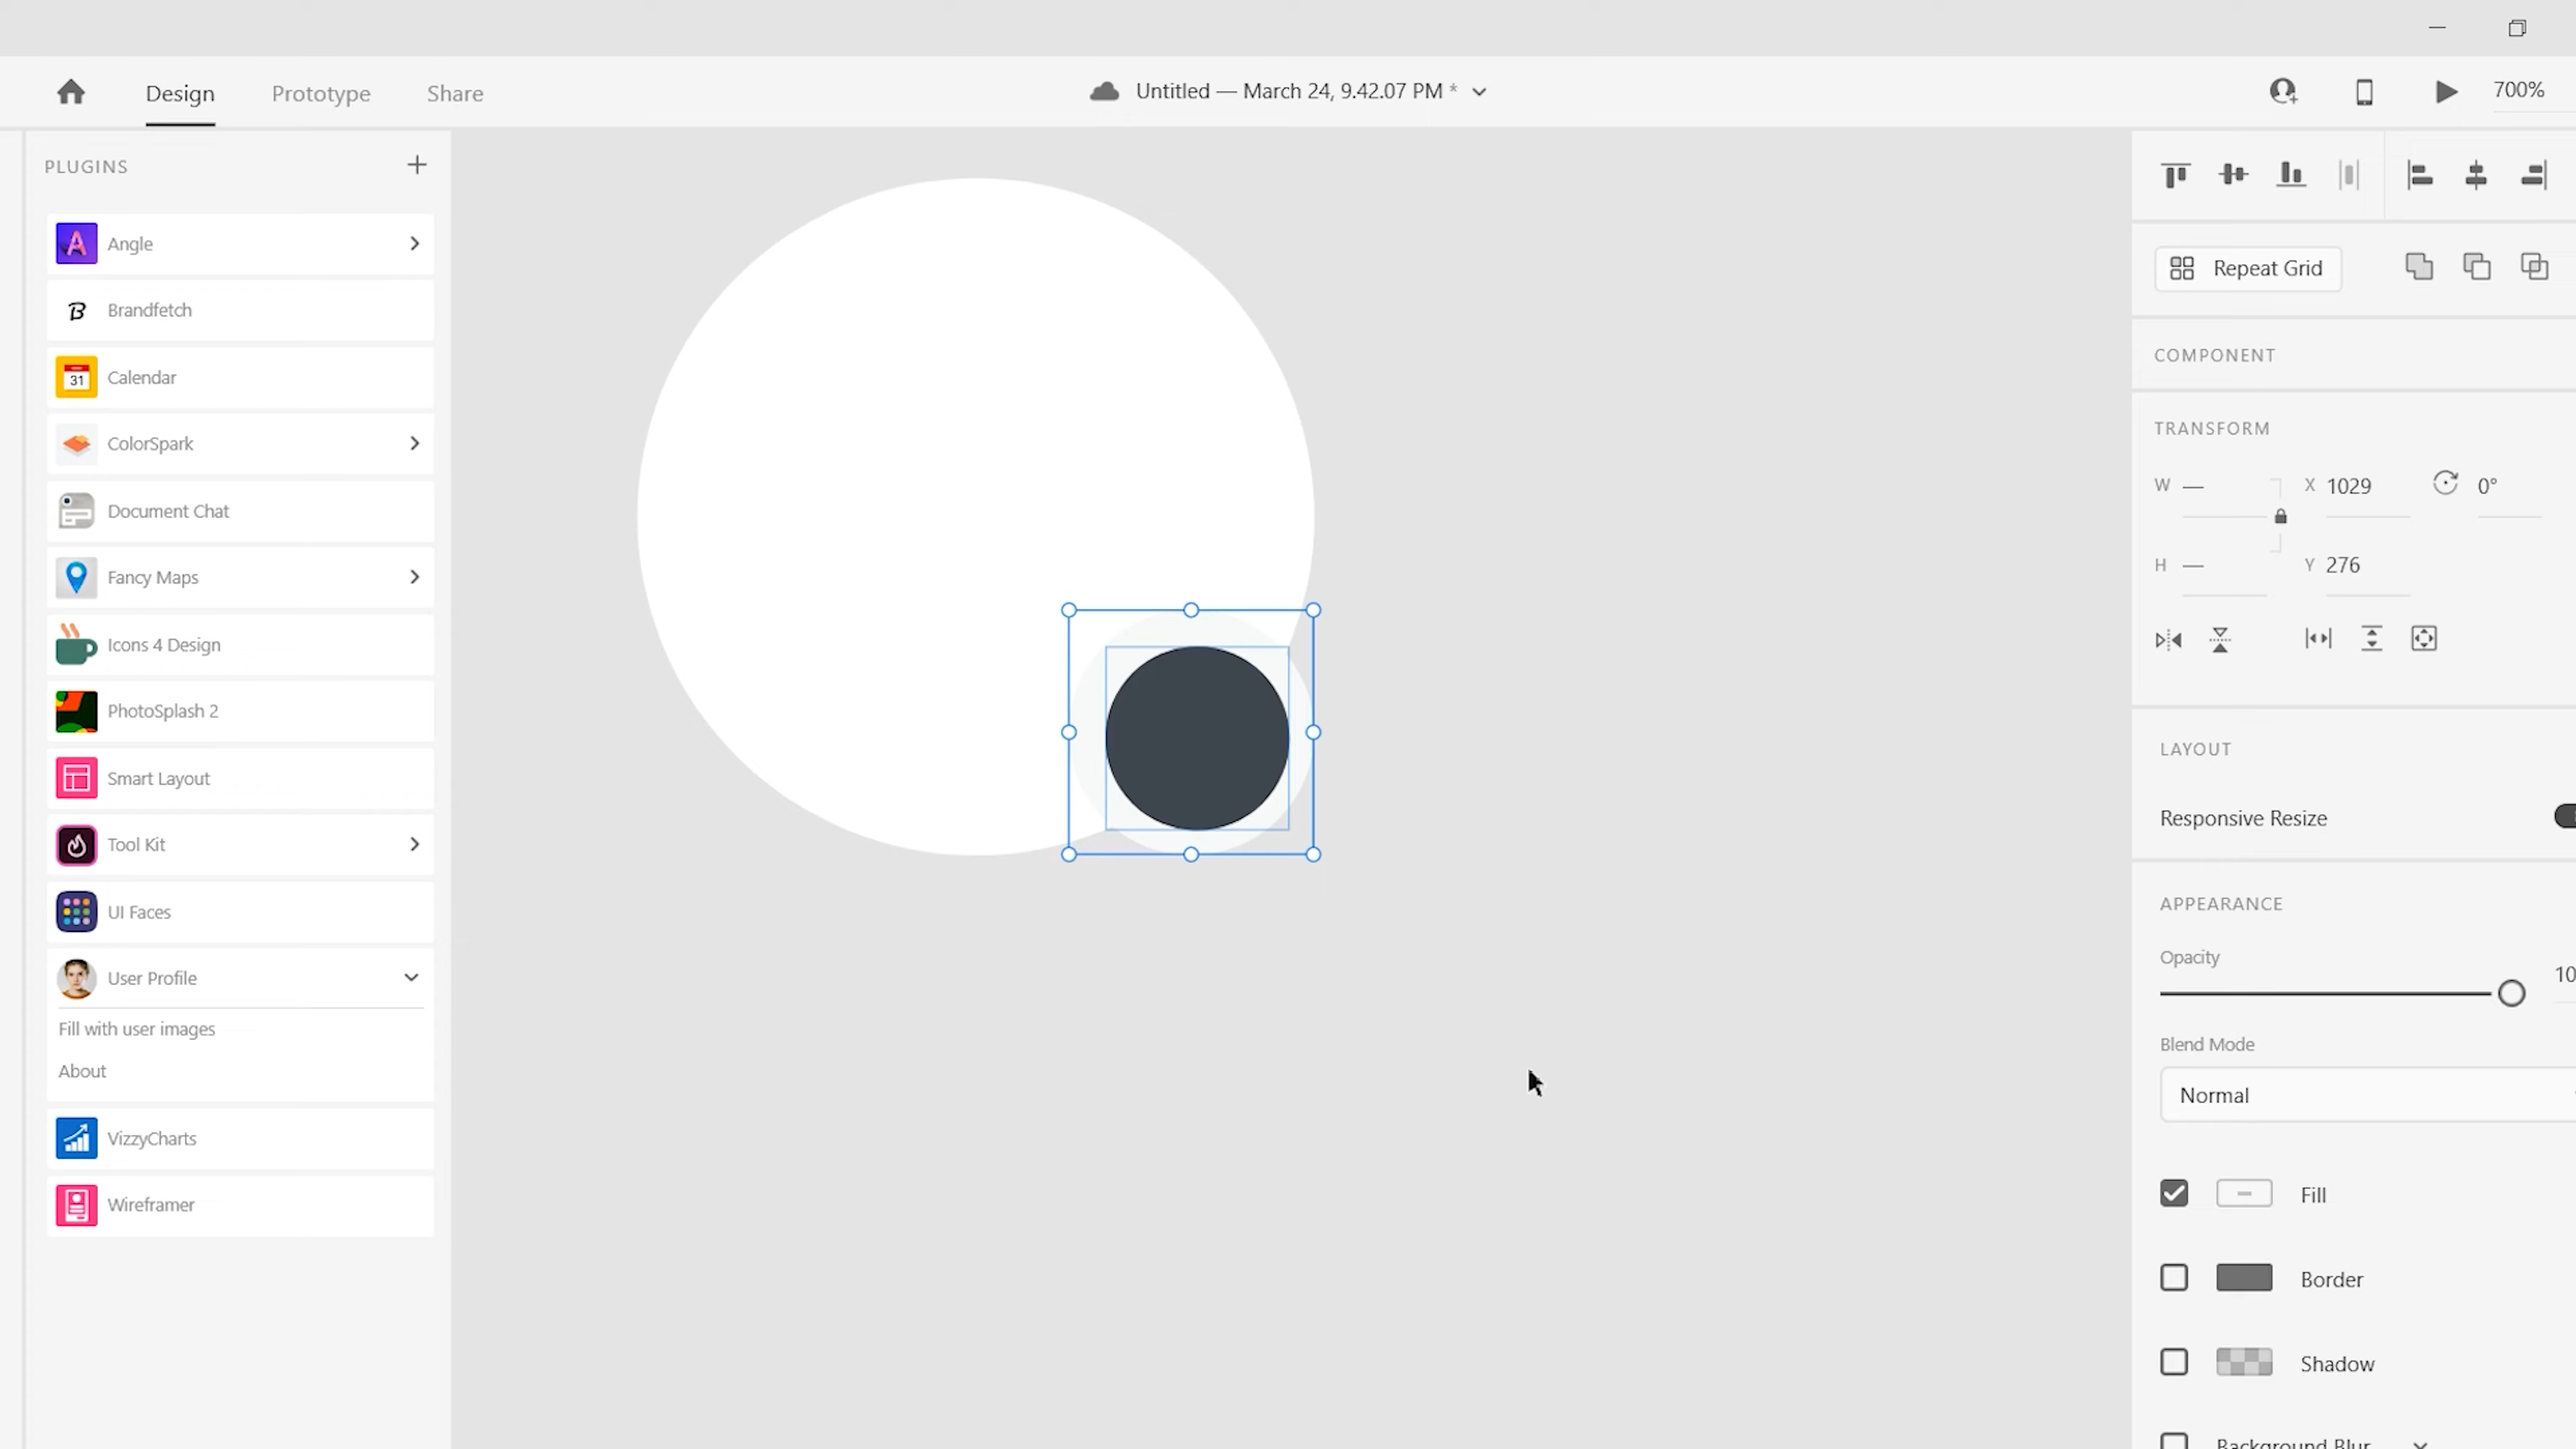 Design
Prototype
Share
Untitled — March 24, 9.42.07 PM *
700%
PLUGINS
Angle
Brandfetch
31
Calendar
ColorSpark
Document Chat
Fancy Maps
Icons 4 Design
PhotoSplash 2
Smart Layout
Tool Kit
UI Faces
User Profile
Fill with user images
About
VizzyCharts
Wireframer
Repeat Grid
COMPONENT
TRANSFORM
W — X 1029 0°
H — Y 276
LAYOUT
Responsive Resize
APPEARANCE
Opacity
10
Blend Mode
Normal
Fill
Border
Shadow
Background Blur